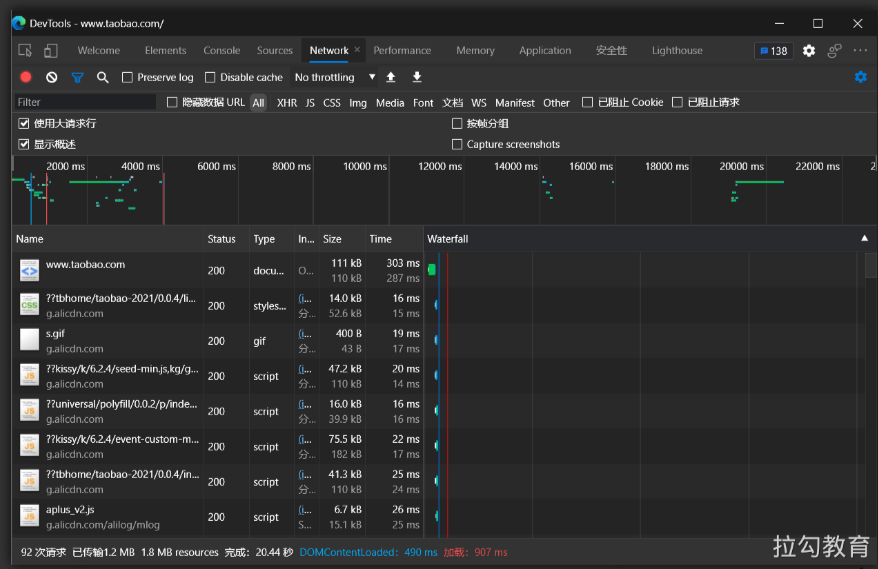 DevTools - www.taobao.com/
Welcome Elements Console Sources Network Performance Memory Application 安全性 Lighthouse 138
Preserve log Disable cache No throttling
Filter 隐藏数据 URL All XHR JS CSS Img Media Font 文档 WS Manifest Other 已阻止 Cookie 已阻止请求
使用大请求行 按帧分组
显示概述 Capture screenshots
2000 ms 4000 ms 6000 ms 8000 ms 10000 ms 12000 ms 14000 ms 16000 ms 18000 ms 20000 ms 22000 ms 2
Name Status Type In... Size Time Waterfall
www.taobao.com 200 docu... O... 111 kB 303 ms
110 kB 287 ms
??tbhome/taobao-2021/0.0.4/li... 200 styles... (i... 14.0 kB 16 ms
g.alicdn.com 分... 52.6 kB 15 ms
s.gif 200 gif (i... 400 B 19 ms
g.alicdn.com 分... 43 B 17 ms
??kissy/k/6.2.4/seed-min.js,kg/g... 200 script (i... 47.2 kB 20 ms
g.alicdn.com 分... 110 kB 14 ms
??universal/polyfill/0.0.2/p/inde... 200 script (i... 16.0 kB 16 ms
g.alicdn.com 分... 39.9 kB 16 ms
??kissy/k/6.2.4/event-custom-m... 200 script (i... 75.5 kB 22 ms
g.alicdn.com 分... 182 kB 17 ms
??tbhome/taobao-2021/0.0.4/in... 200 script (i... 41.3 kB 25 ms
g.alicdn.com 分... 110 kB 24 ms
aplus_v2.js 200 script (i... 6.7 kB 26 ms
g.alicdn.com/alilog/mlog S... 15.1 kB 25 ms
92 次请求 已传输1.2 MB 1.8 MB resources 完成：20.44 秒 DOMContentLoaded：490 ms 加载：907 ms
拉勾教育